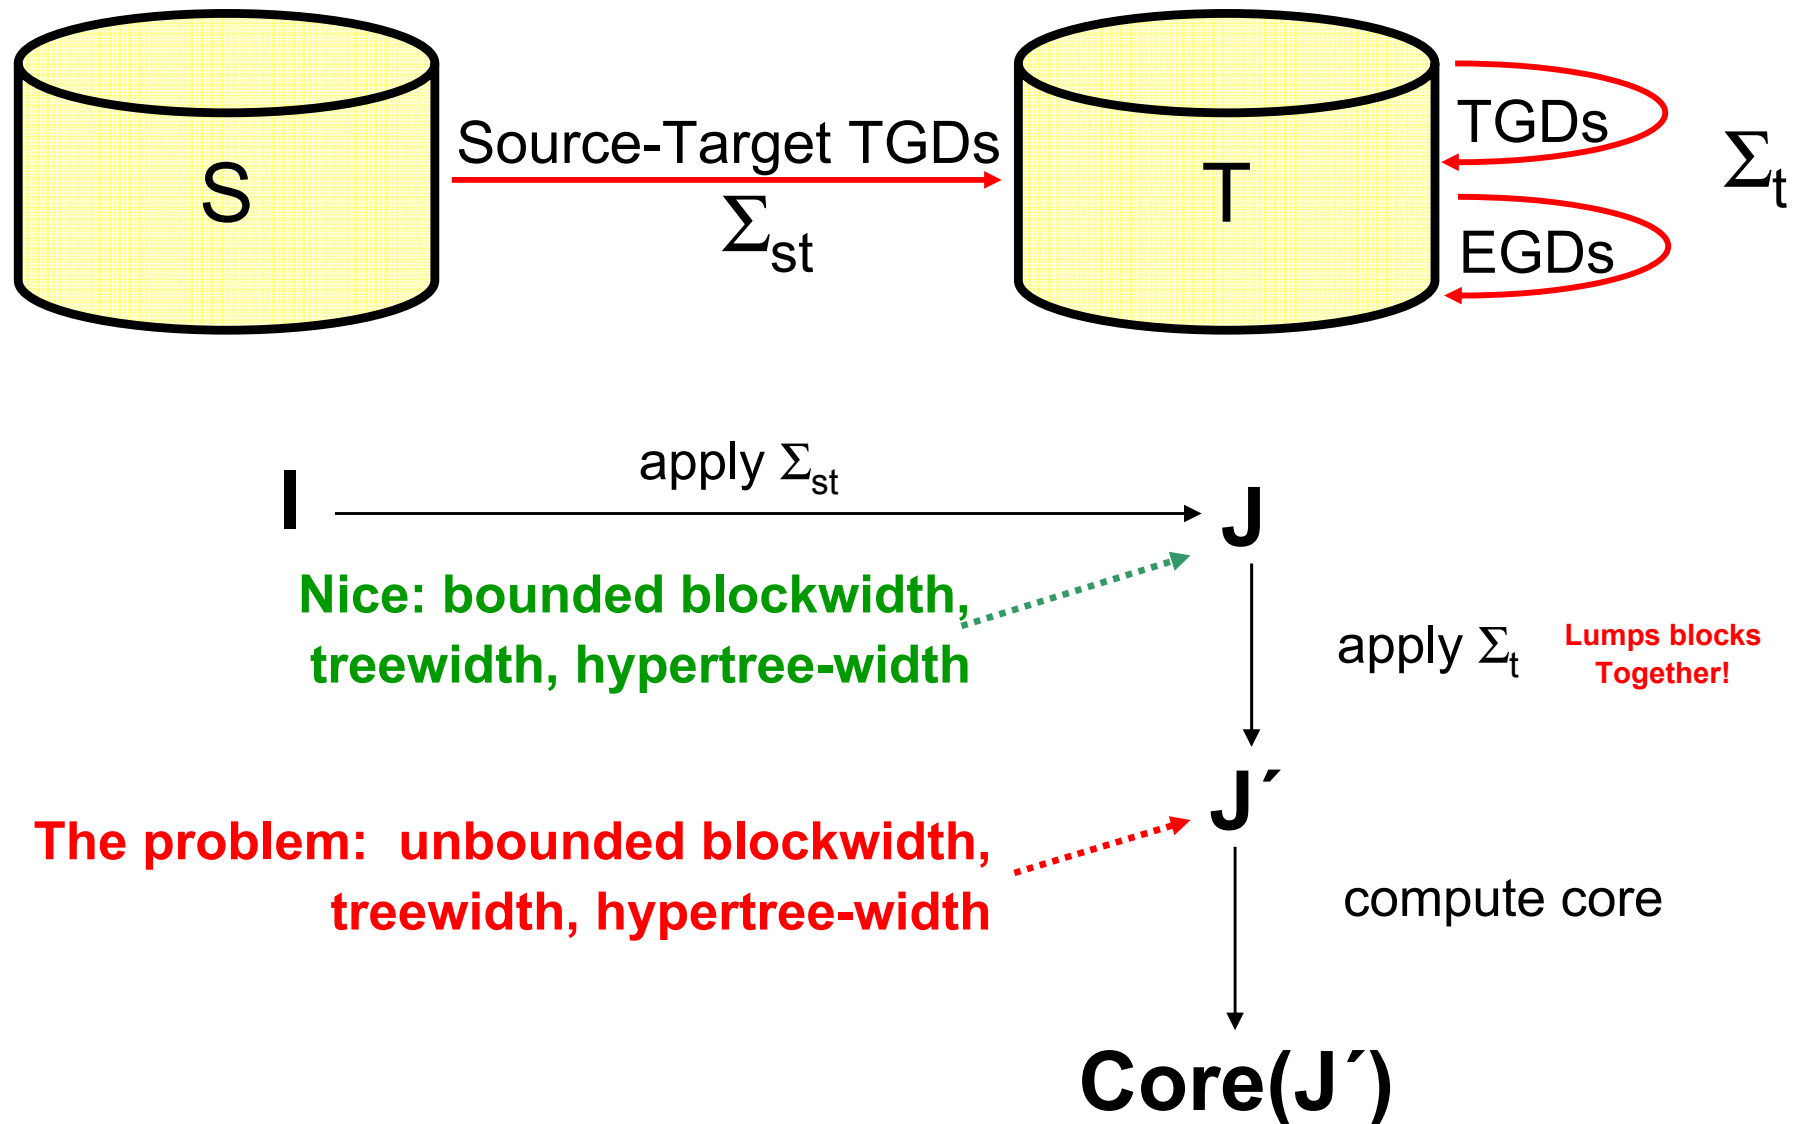 S
Source-Target TGDs
Σst
T
TGDs
EGDs
Σt
I
apply Σst
J
Nice: bounded blockwidth,
treewidth, hypertree-width
apply Σt
Lumps blocks
Together!
J´
The problem:  unbounded blockwidth,
treewidth, hypertree-width
compute core
Core(J´)